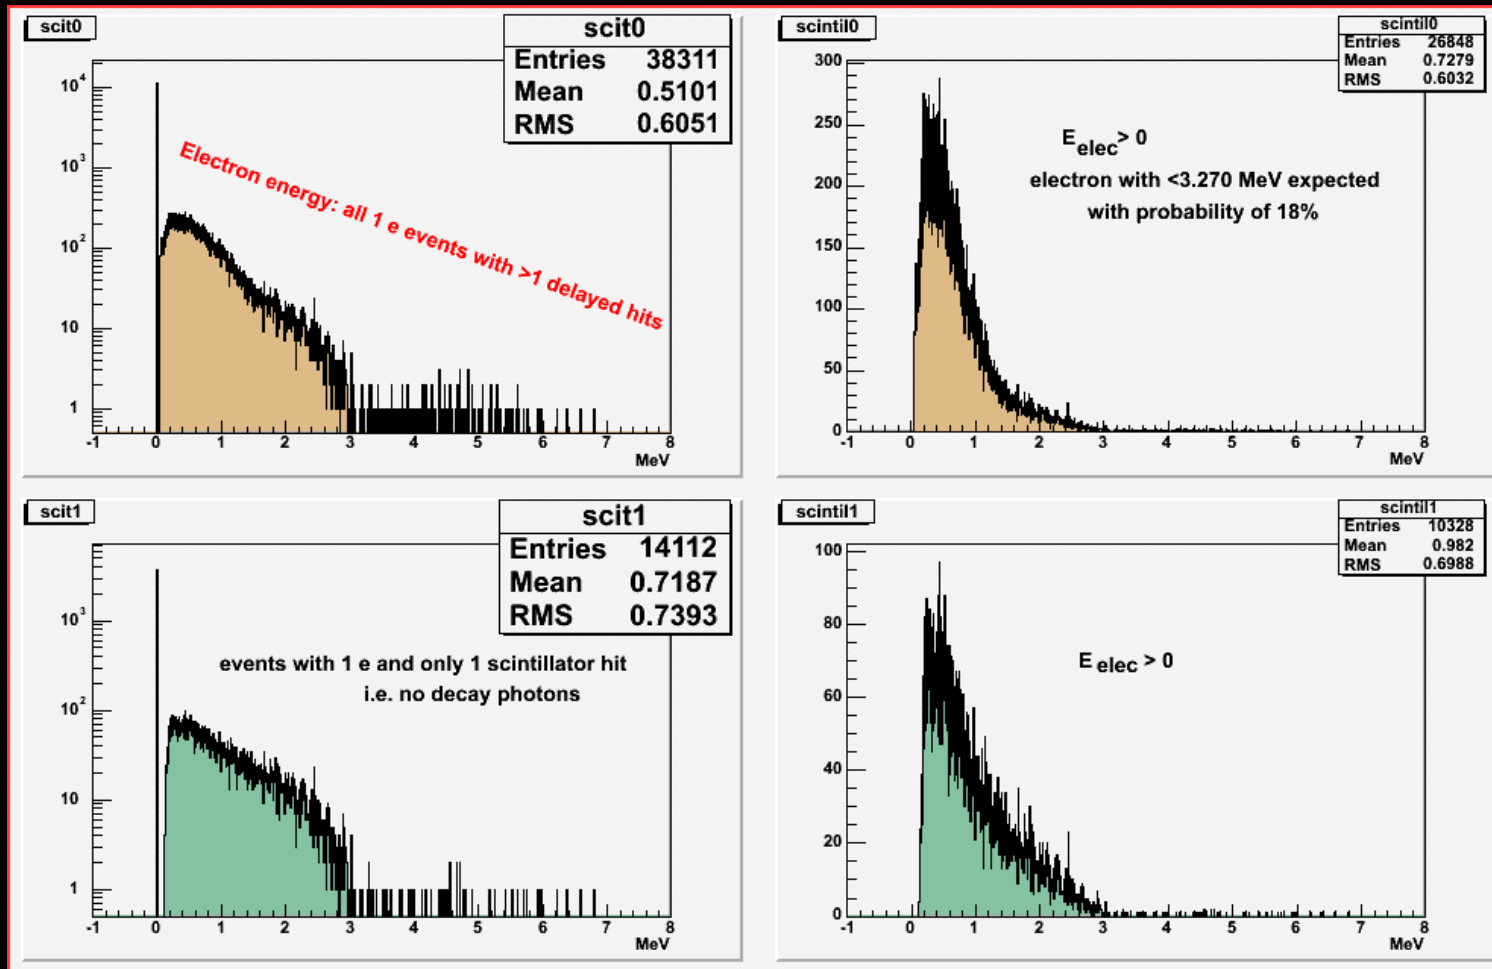 scit0
scit0
Entries 38311
Mean 0.5101
RMS 0.6051
10^4
10^3
10^2
10
1
Electron energy: all 1 e events with >1 delayed hits
-1 0 1 2 3 4 5 6 7 8
MeV
scintil0
scintil0
Entries 26848
Mean 0.7279
RMS 0.6032
300
250
200
150
100
50
0
E_elec > 0
electron with <3.270 MeV expected
with probability of 18%
-1 0 1 2 3 4 5 6 7 8
MeV
scit1
scit1
Entries 14112
Mean 0.7187
RMS 0.7393
10^3
10^2
10
1
events with 1 e and only 1 scintillator hit
i.e. no decay photons
-1 0 1 2 3 4 5 6 7 8
MeV
scintil1
scintil1
Entries 10328
Mean 0.982
RMS 0.6988
100
80
60
40
20
0
E_elec > 0
-1 0 1 2 3 4 5 6 7 8
MeV